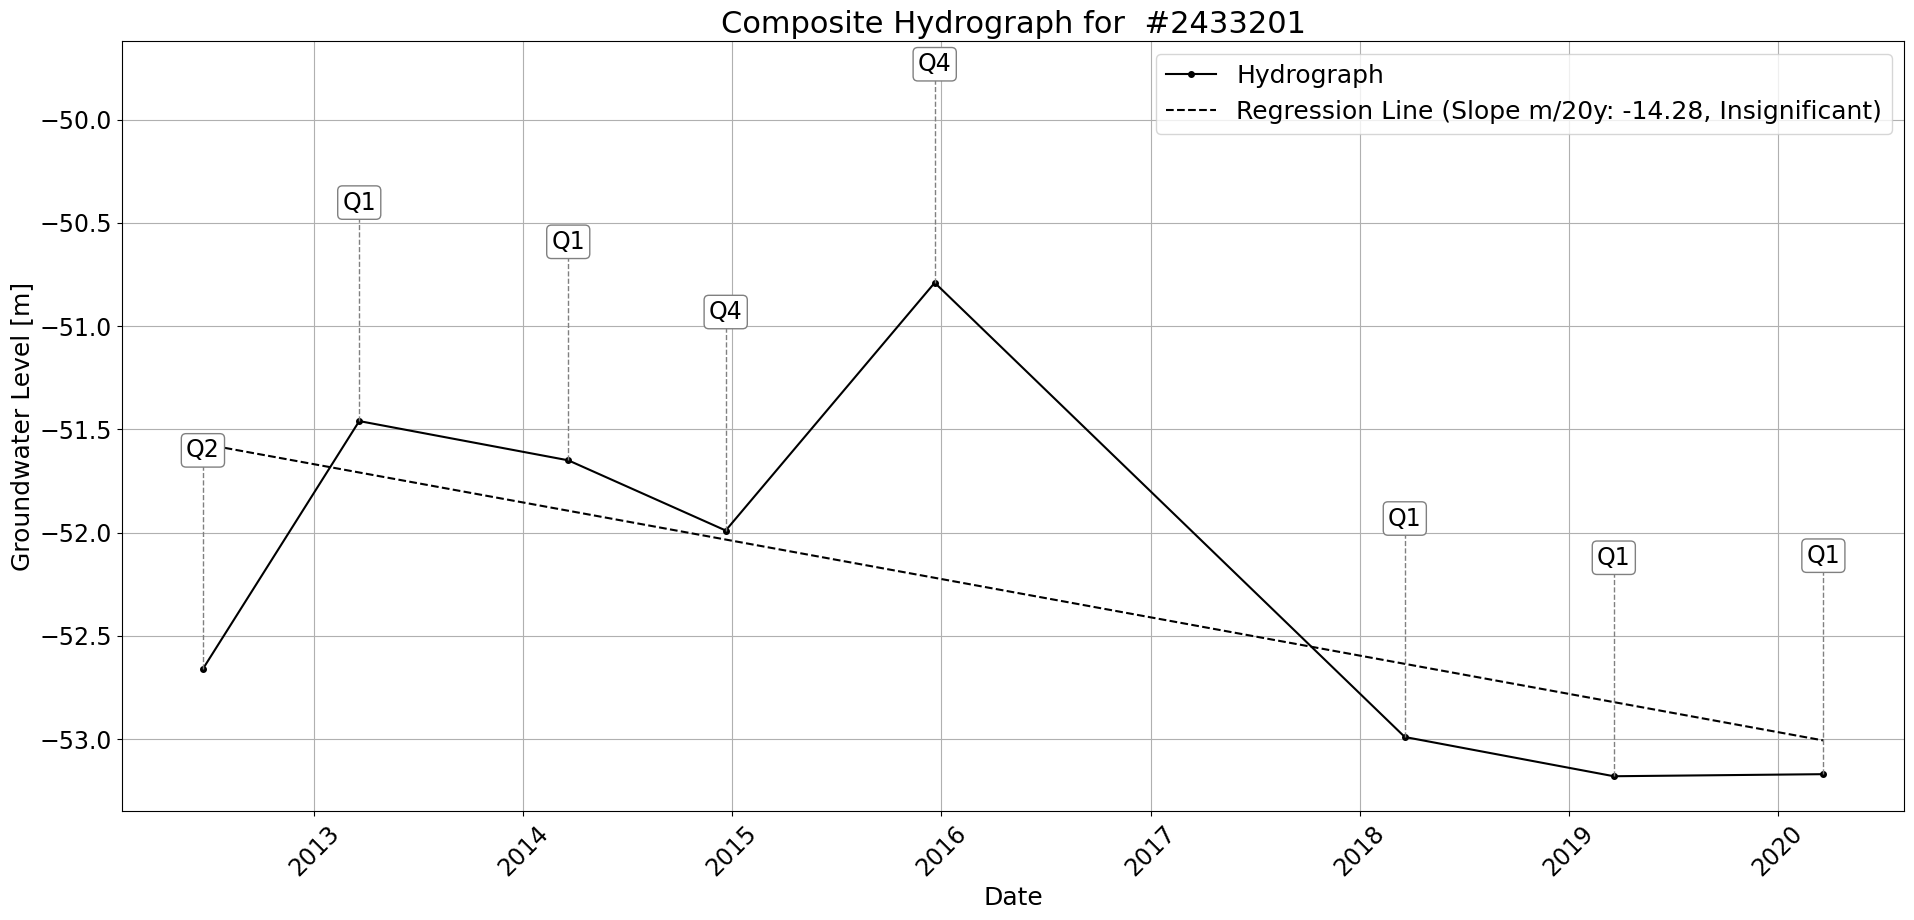 Composite Hydrograph for  #2433201
Hydrograph
Regression Line (Slope m/20y: -14.28, Insignificant)
Groundwater Level [m]
−50.0
−50.5
−51.0
−51.5
−52.0
−52.5
−53.0
Q2
Q1
Q1
Q4
Q4
Q1
Q1
Q1
2013
2014
2015
2016
2017
2018
2019
2020
Date